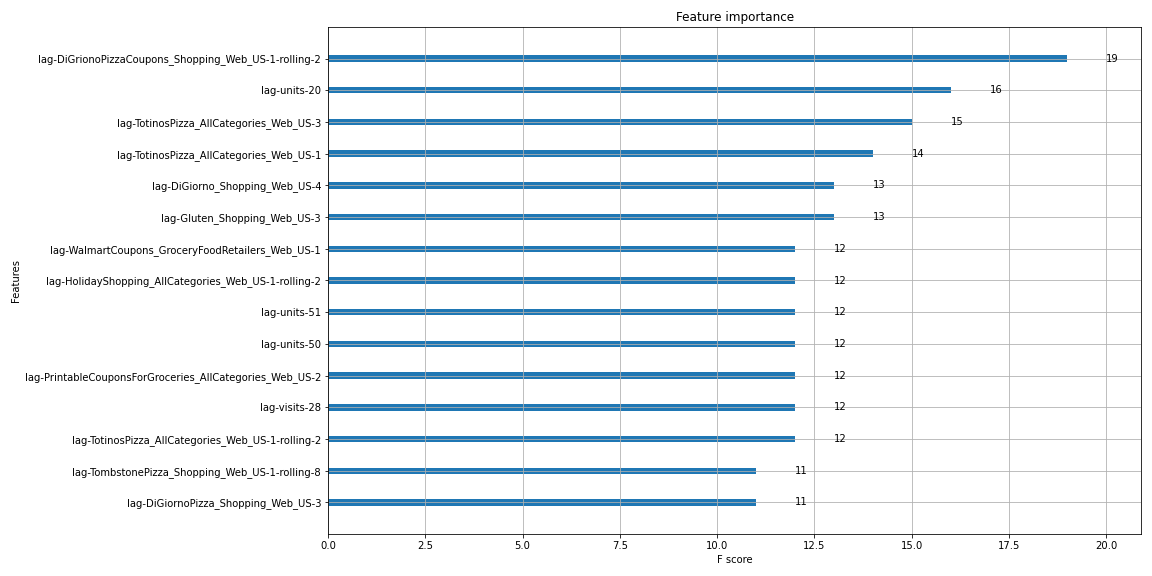 Feature importance
Features
lag-DiGrionoPizzaCoupons_Shopping_Web_US-1-rolling-2 19
lag-units-20 16
lag-TotinosPizza_AllCategories_Web_US-3 15
lag-TotinosPizza_AllCategories_Web_US-1 14
lag-DiGiorno_Shopping_Web_US-4 13
lag-Gluten_Shopping_Web_US-3 13
lag-WalmartCoupons_GroceryFoodRetailers_Web_US-1 12
lag-HolidayShopping_AllCategories_Web_US-1-rolling-2 12
lag-units-51 12
lag-units-50 12
lag-PrintableCouponsForGroceries_AllCategories_Web_US-2 12
lag-visits-28 12
lag-TotinosPizza_AllCategories_Web_US-1-rolling-2 12
lag-TombstonePizza_Shopping_Web_US-1-rolling-8 11
lag-DiGiornoPizza_Shopping_Web_US-3 11
0.0 2.5 5.0 7.5 10.0 12.5 15.0 17.5 20.0
F score